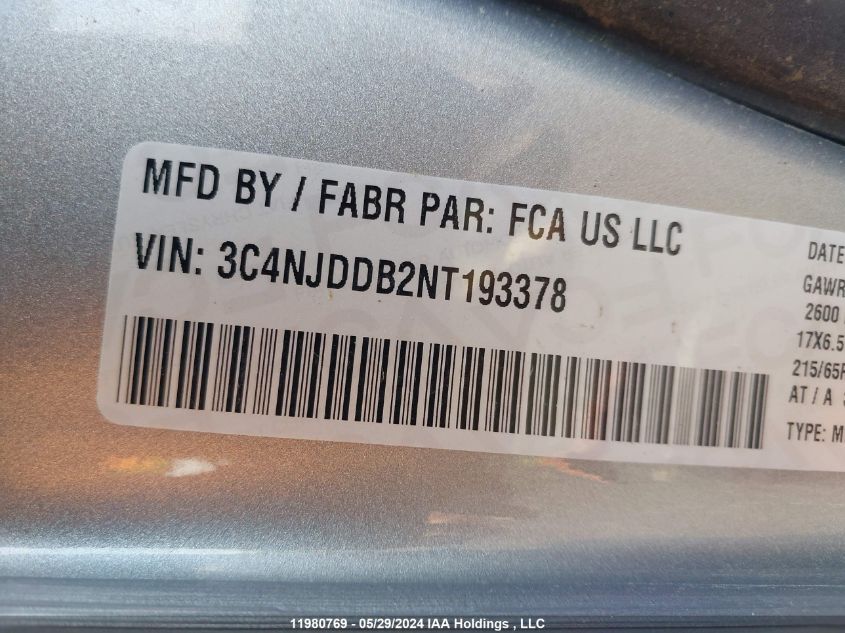 MFD BY / FABR PAR: FCA US LLC
VIN: 3C4NJDDB2NT193378
DATE
GAWR
2600
17X6.5
215/65R
AT / A
TYPE: M
11980769 - 05/29/2024 IAA Holdings , LLC